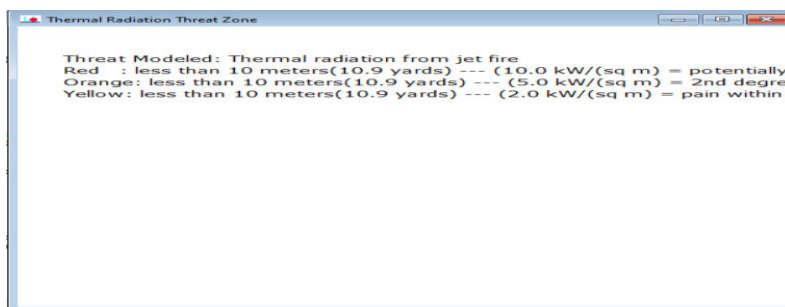 Thermal Radiation Threat Zone
Threat Modeled: Thermal radiation from jet fire
Red : less than 10 meters(10.9 yards) --- (10.0 kW/(sq m) = potentially
Orange: less than 10 meters(10.9 yards) --- (5.0 kW/(sq m) = 2nd degre
Yellow: less than 10 meters(10.9 yards) --- (2.0 kW/(sq m) = pain within